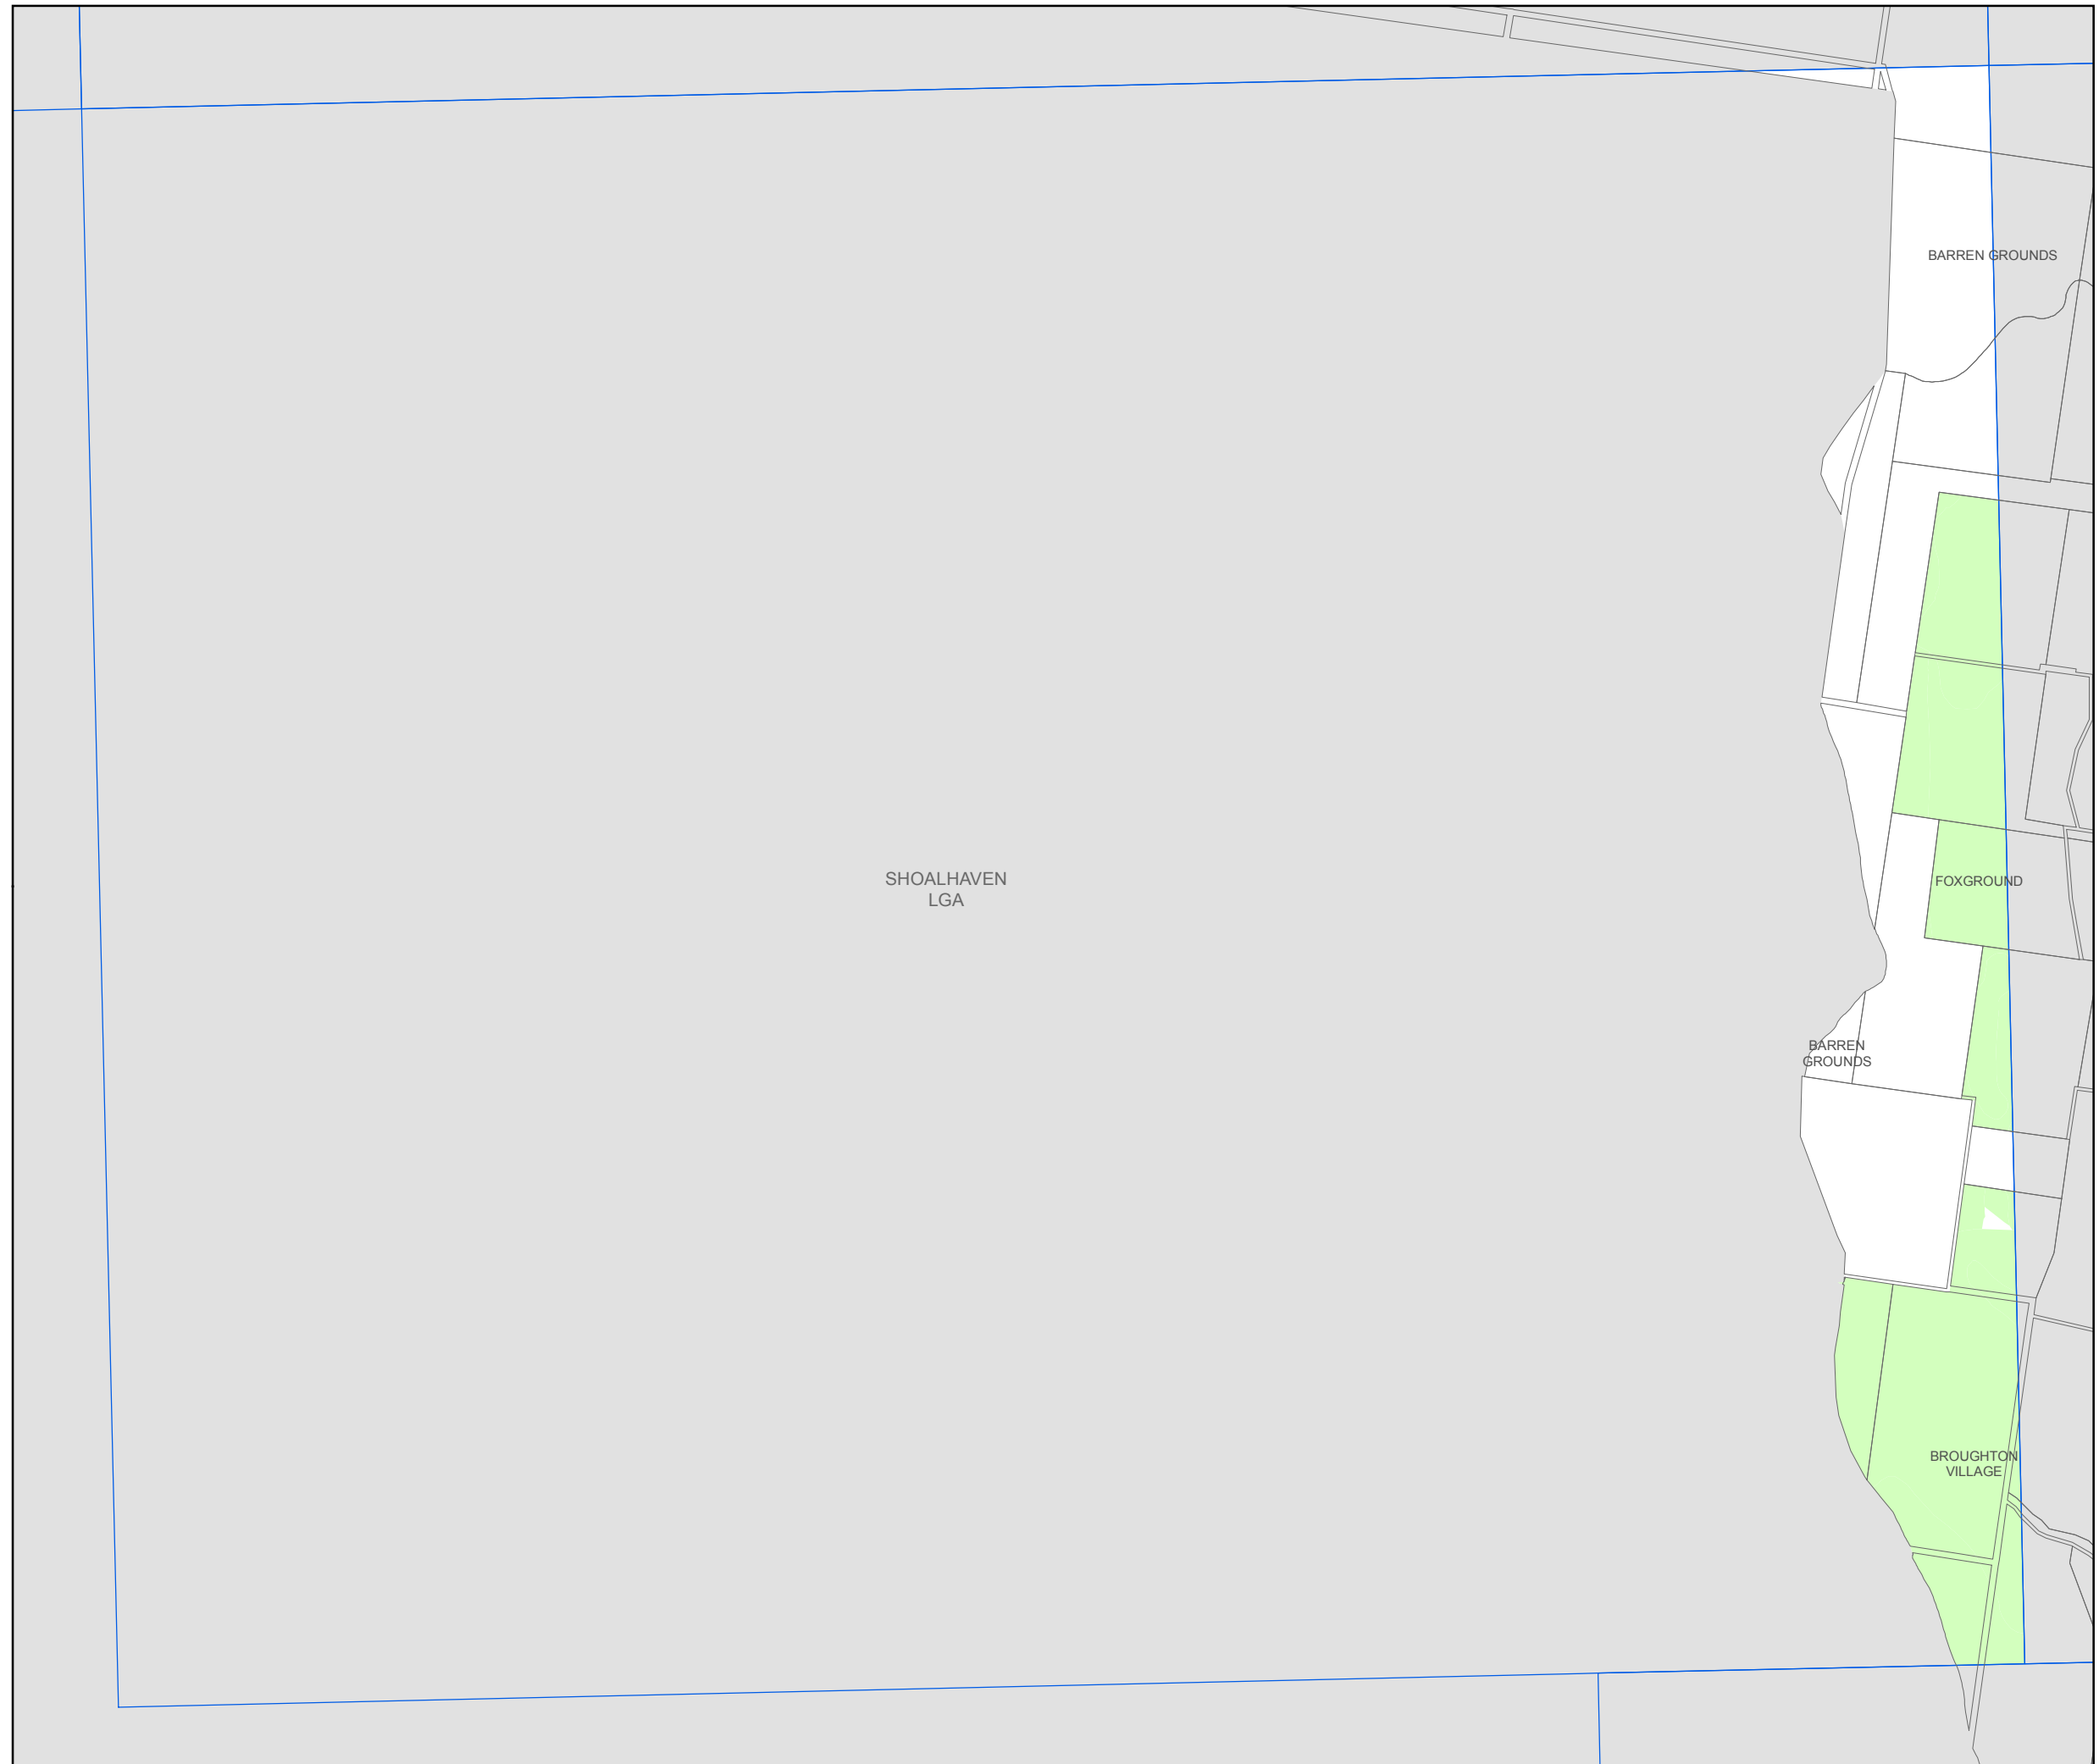 BARREN GROUNDS
SHOALHAVEN
LGA
FOXGROUND
BARREN
GROUNDS
BROUGHTON
VILLAGE